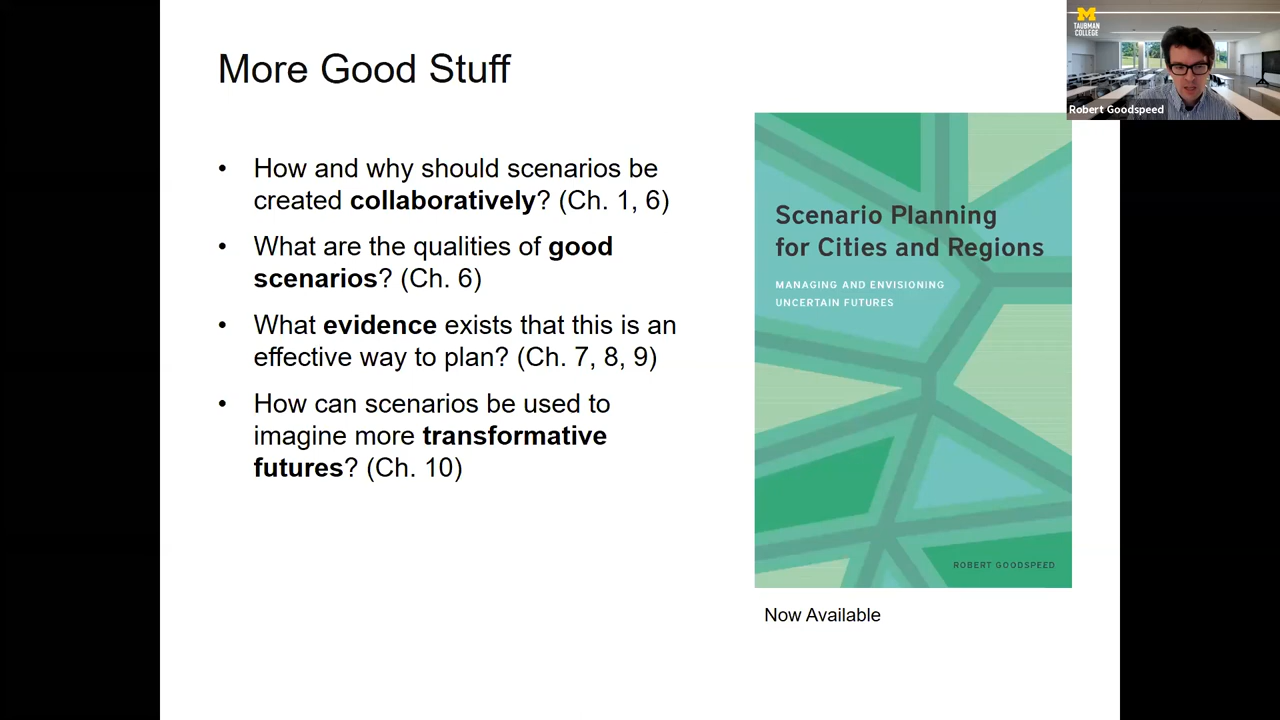 More Good Stuff
• How and why should scenarios be
created collaboratively? (Ch. 1, 6)
• What are the qualities of good
scenarios? (Ch. 6)
• What evidence exists that this is an
effective way to plan? (Ch. 7, 8, 9)
• How can scenarios be used to
imagine more transformative
futures? (Ch. 10)
Scenario Planning
for Cities and Regions
MANAGING AND ENVISIONING
UNCERTAIN FUTURES
ROBERT GOODSPEED
Now Available
M
TAUBMAN
COLLEGE
Robert Goodspeed